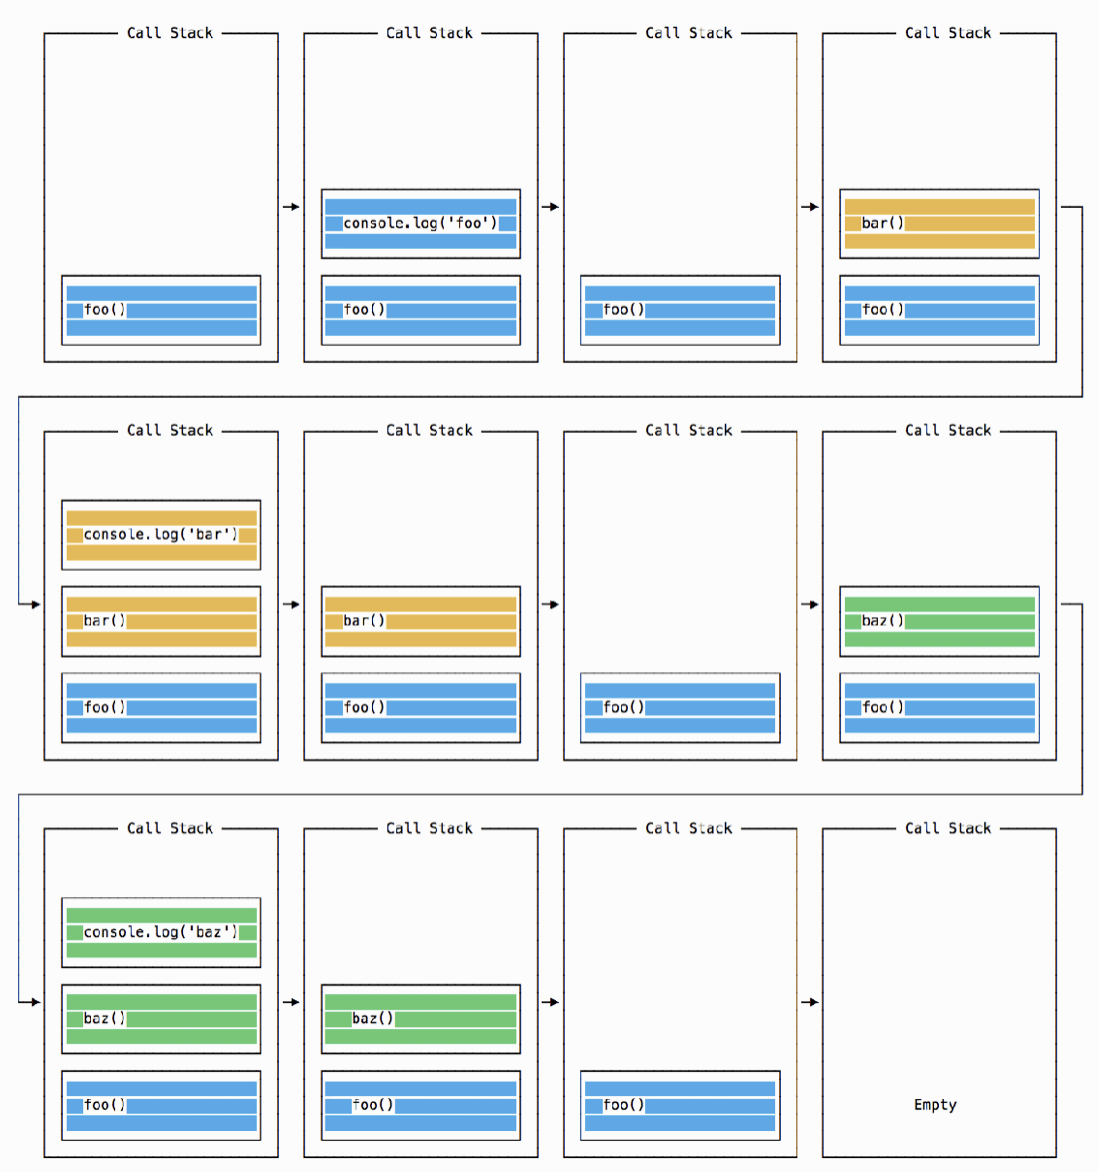 Call Stack
foo()
Call Stack
console.log('foo')
foo()
Call Stack
foo()
Call Stack
bar()
foo()
Call Stack
console.log('bar')
bar()
foo()
Call Stack
bar()
foo()
Call Stack
foo()
Call Stack
baz()
foo()
Call Stack
console.log('baz')
baz()
foo()
Call Stack
baz()
foo()
Call Stack
foo()
Call Stack
Empty